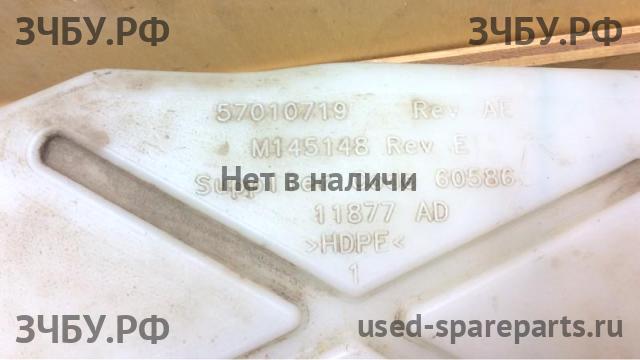 ЗЧБУ.РФ
ЗЧБУ.РФ
57010719 Rev AE
M145148 Rev E
Нет в наличи
60586
11877 AD
>HDPE<
1
ЗЧБУ.РФ
used-spareparts.ru